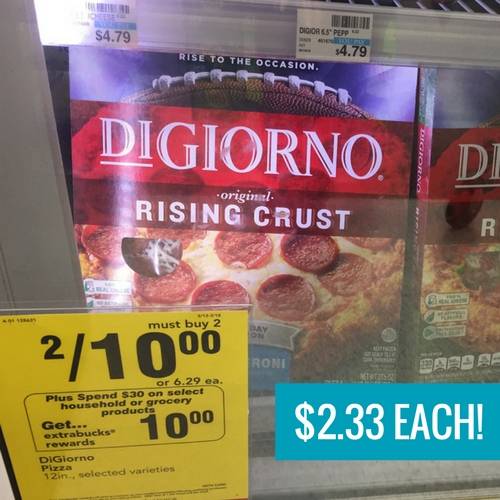 $4.79
DIGIOR 6.5" PEPP
$4.79
RISE TO THE OCCASION.
DIGIORNO
original
RISING CRUST
DIGIORNO
DI
R
must buy 2
2/10 00
or 6.29 ea.
Plus Spend $30 on select
household or grocery
products
Get...
extrabucks®
rewards
10 00
DiGiorno
Pizza
12in., selected varieties
RONI
$2.33 EACH!